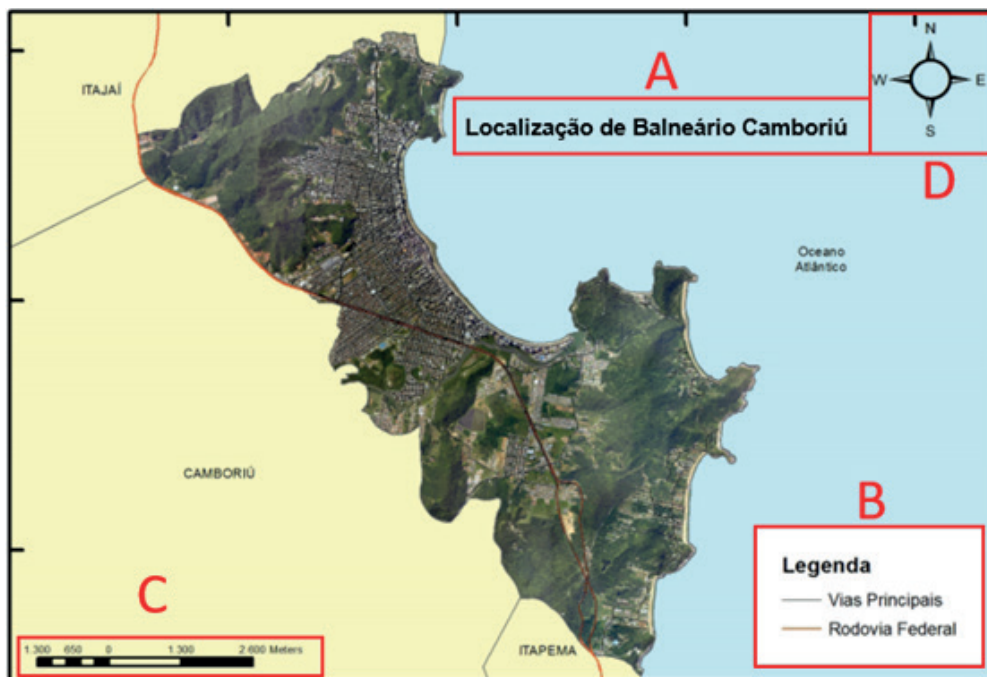 N
A
ITAJAÍ
W
E
Localização de Balneário Camboriú
S
D
Oceano
Atlântico
CAMBORIÚ
B
Legenda
Vias Principais
Rodovia Federal
C
1.300 650 0 1.300 2.600 Meters
ITAPEMA